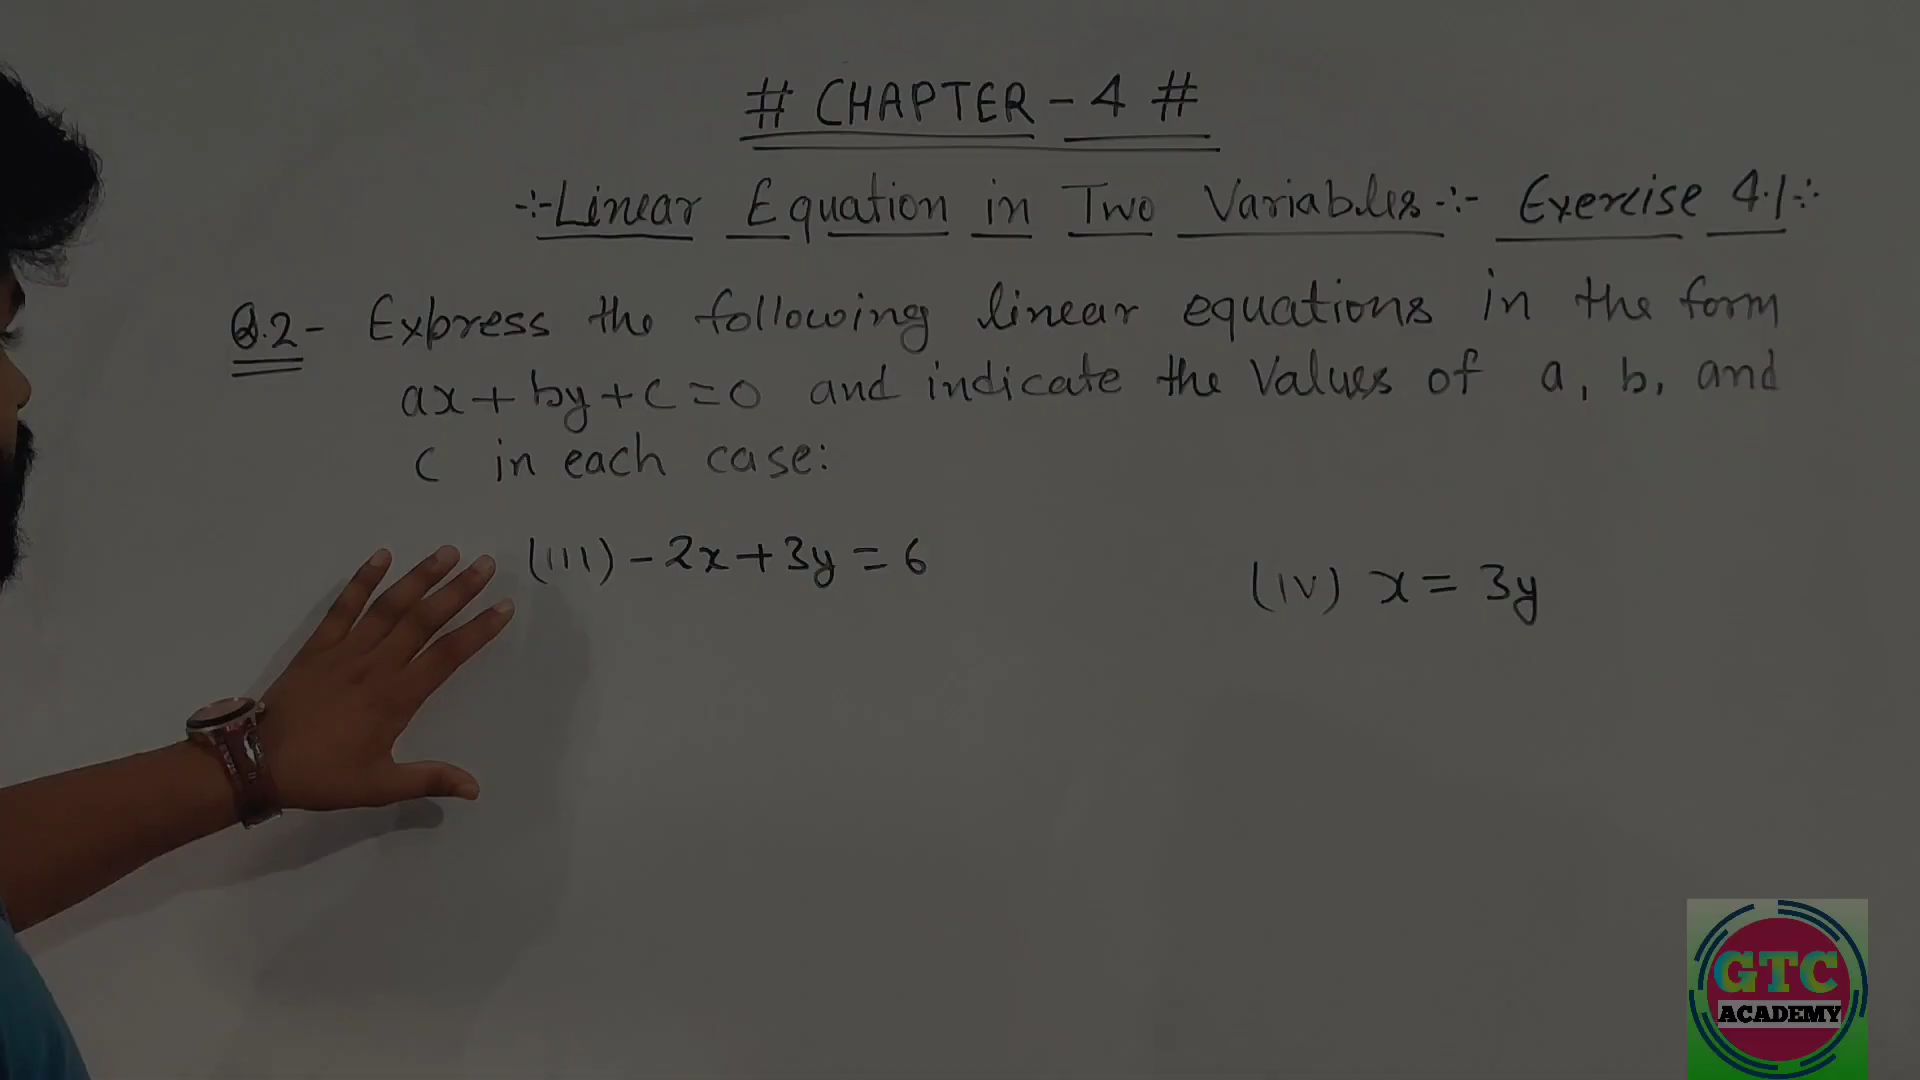 # CHAPTER - 4 #
-:- Linear Equation in Two Variables -:- Exercise 4.1 -:-
Q.2- Express the following linear equations in the form
ax + by + c = 0 and indicate the Values of a, b, and
c in each case:
(iii) - 2x + 3y = 6
(iv) x = 3y
GTC
ACADEMY